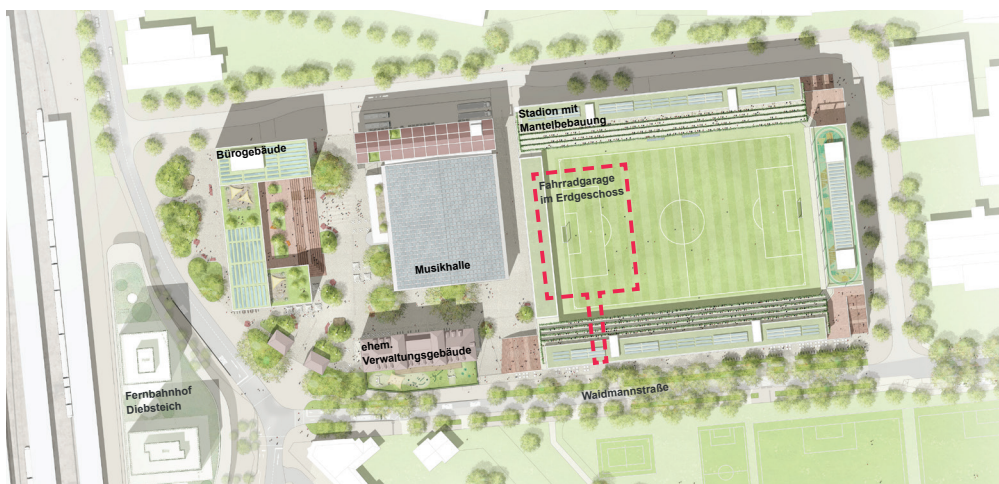 Stadion mit
Mantelbebauung
Bürogebäude
Fahrradgarage
im Erdgeschoss
Musikhalle
ehem.
Verwaltungsgebäude
Fernbahnhof
Diebsteich
Waidmannstraße